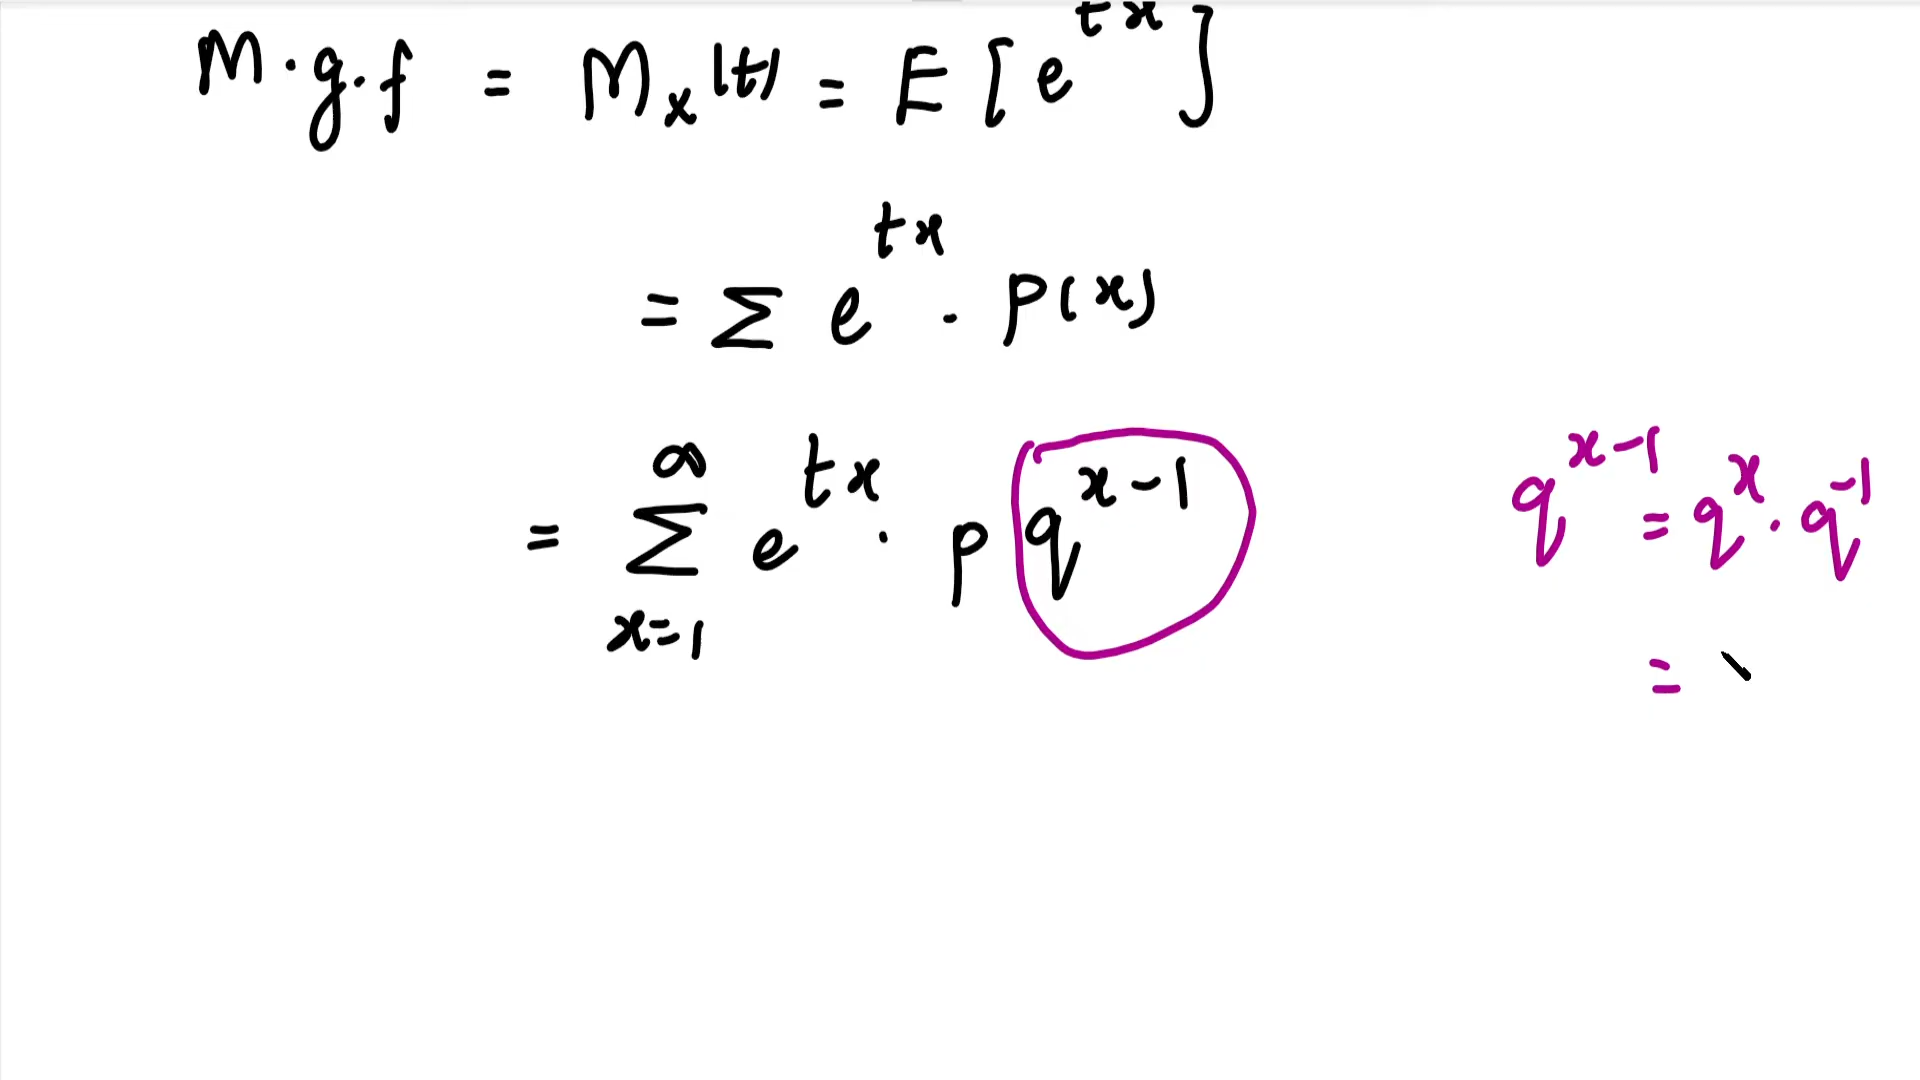 M.g.f = Mx(t) = E[e^{tx}]
= Σ e^{tx} . P(x)
= Σ_{x=1}^{∞} e^{tx} . p q^{x-1}
q^{x-1} = q^x . q^{-1}
=